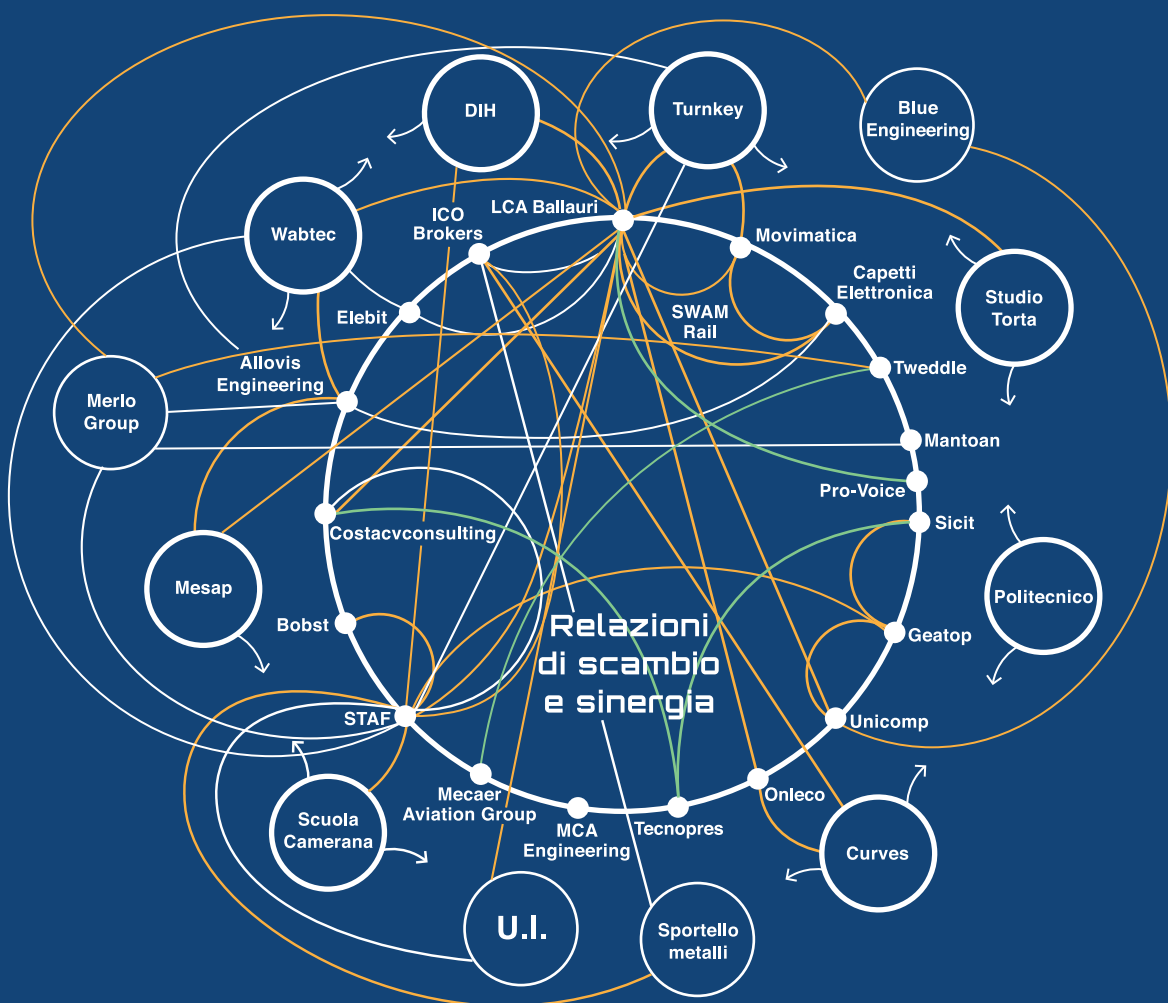 DIH
Turnkey
Blue
Engineering
Wabtec
ICO
Brokers
LCA Ballauri
Movimatica
Capetti
Elettronica
Studio
Torta
Elebit
SWAM
Rail
Allovis
Engineering
Tweddle
Merlo
Group
Mantoan
Pro-Voice
Costacvconsulting
Sicit
Mesap
Politecnico
Bobst
Geatop
Relazioni
di scambio
e sinergia
STAF
Unicomp
Mecaer
Aviation Group
Onleco
MCA
Engineering
Tecnopres
Scuola
Camerana
Curves
U.I.
Sportello
metalli